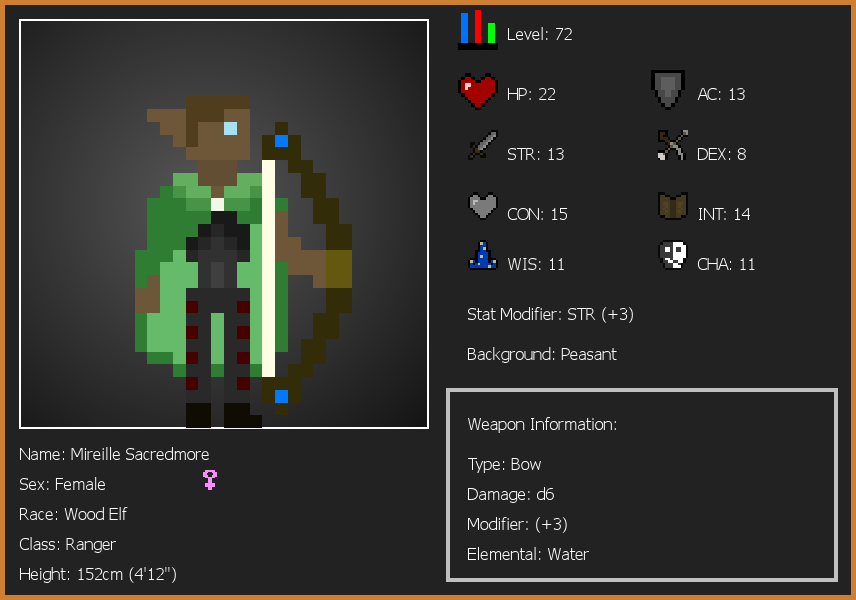 Level: 72
HP: 22
AC: 13
STR: 13
DEX: 8
CON: 15
INT: 14
WIS: 11
CHA: 11
Stat Modifier: STR (+3)
Background: Peasant
Weapon Information:
Type: Bow
Damage: d6
Modifier: (+3)
Elemental: Water
Name: Mireille Sacredmore
Sex: Female
Race: Wood Elf
Class: Ranger
Height: 152cm (4'12")